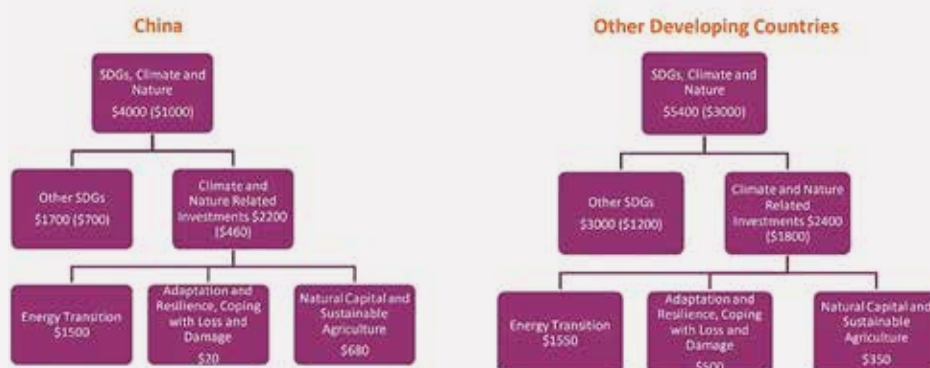 China
SDGs, Climate and
Nature
$4000 ($1000)
Other SDGs
$1700 ($700)
Climate and
Nature Related
Investments $2200
($460)
Energy Transition
$1500
Adaptation and
Resilience, Coping
with Loss and
Damage
$20
Natural Capital and
Sustainable
Agriculture
$680
Other Developing Countries
SDGs, Climate and
Nature
$5400 ($3000)
Other SDGs
$3000 ($1200)
Climate and Nature
Related
Investments $2400
($1800)
Energy Transition
$1550
Adaptation and
Resilience, Coping
with Loss and
Damage
$500
Natural Capital and
Sustainable
Agriculture
$350